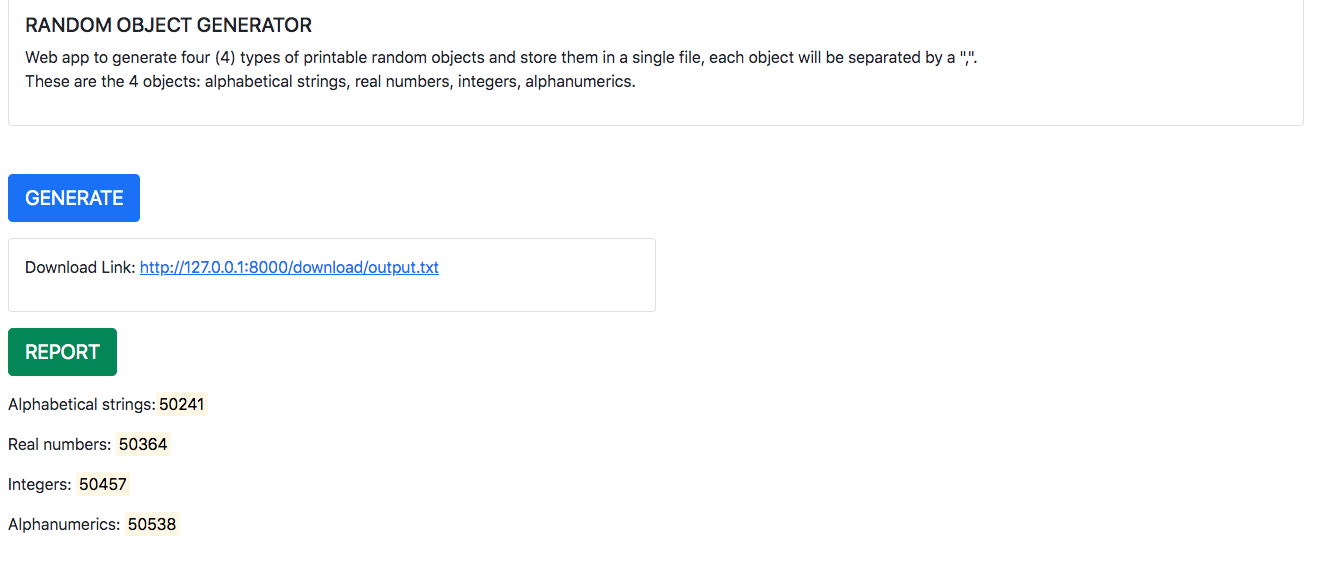 RANDOM OBJECT GENERATOR
Web app to generate four (4) types of printable random objects and store them in a single file, each object will be separated by a ",".
These are the 4 objects: alphabetical strings, real numbers, integers, alphanumerics.
GENERATE
Download Link: http://127.0.0.1:8000/download/output.txt
REPORT
Alphabetical strings: 50241
Real numbers: 50364
Integers: 50457
Alphanumerics: 50538